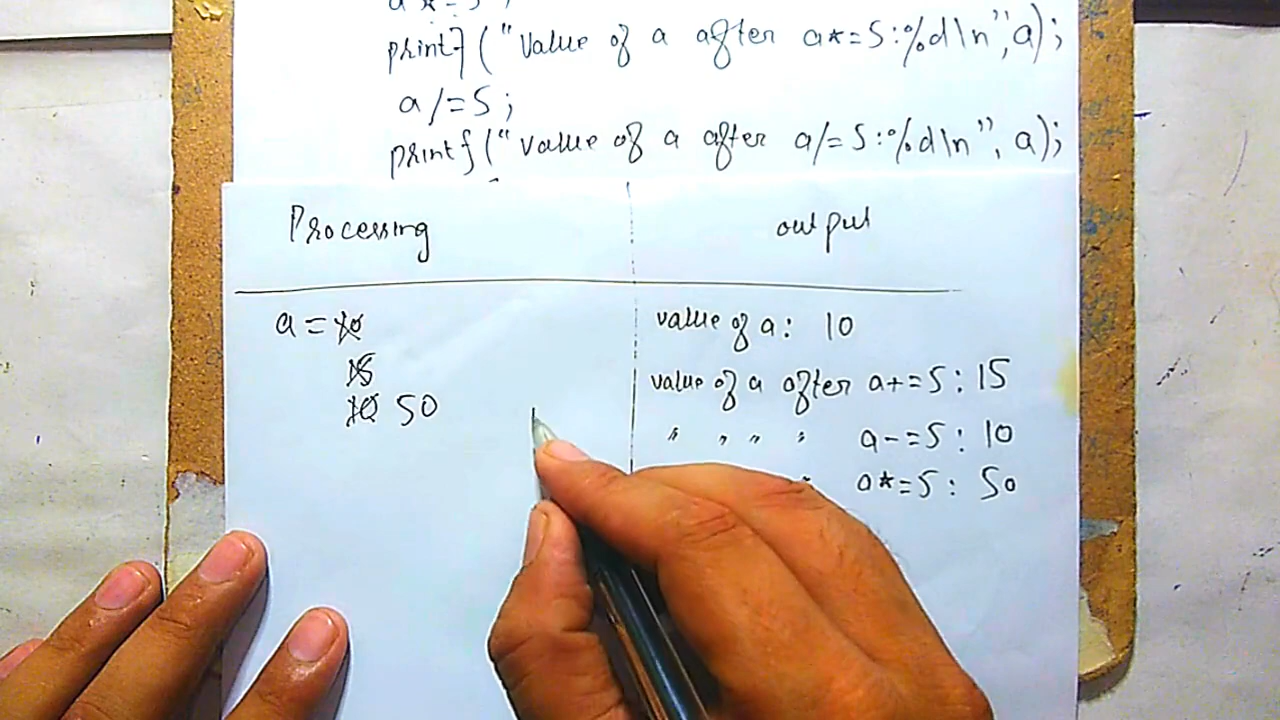 a*=5;
printf("Value of a after a*=5:%d\n",a);
a/=5;
printf("value of a after a/=5:%d\n", a);
Processing
output
a = 10
15
10 50
value of a: 10
value of a after a+=5: 15
" " " " a-=5: 10
" a*=5: 50